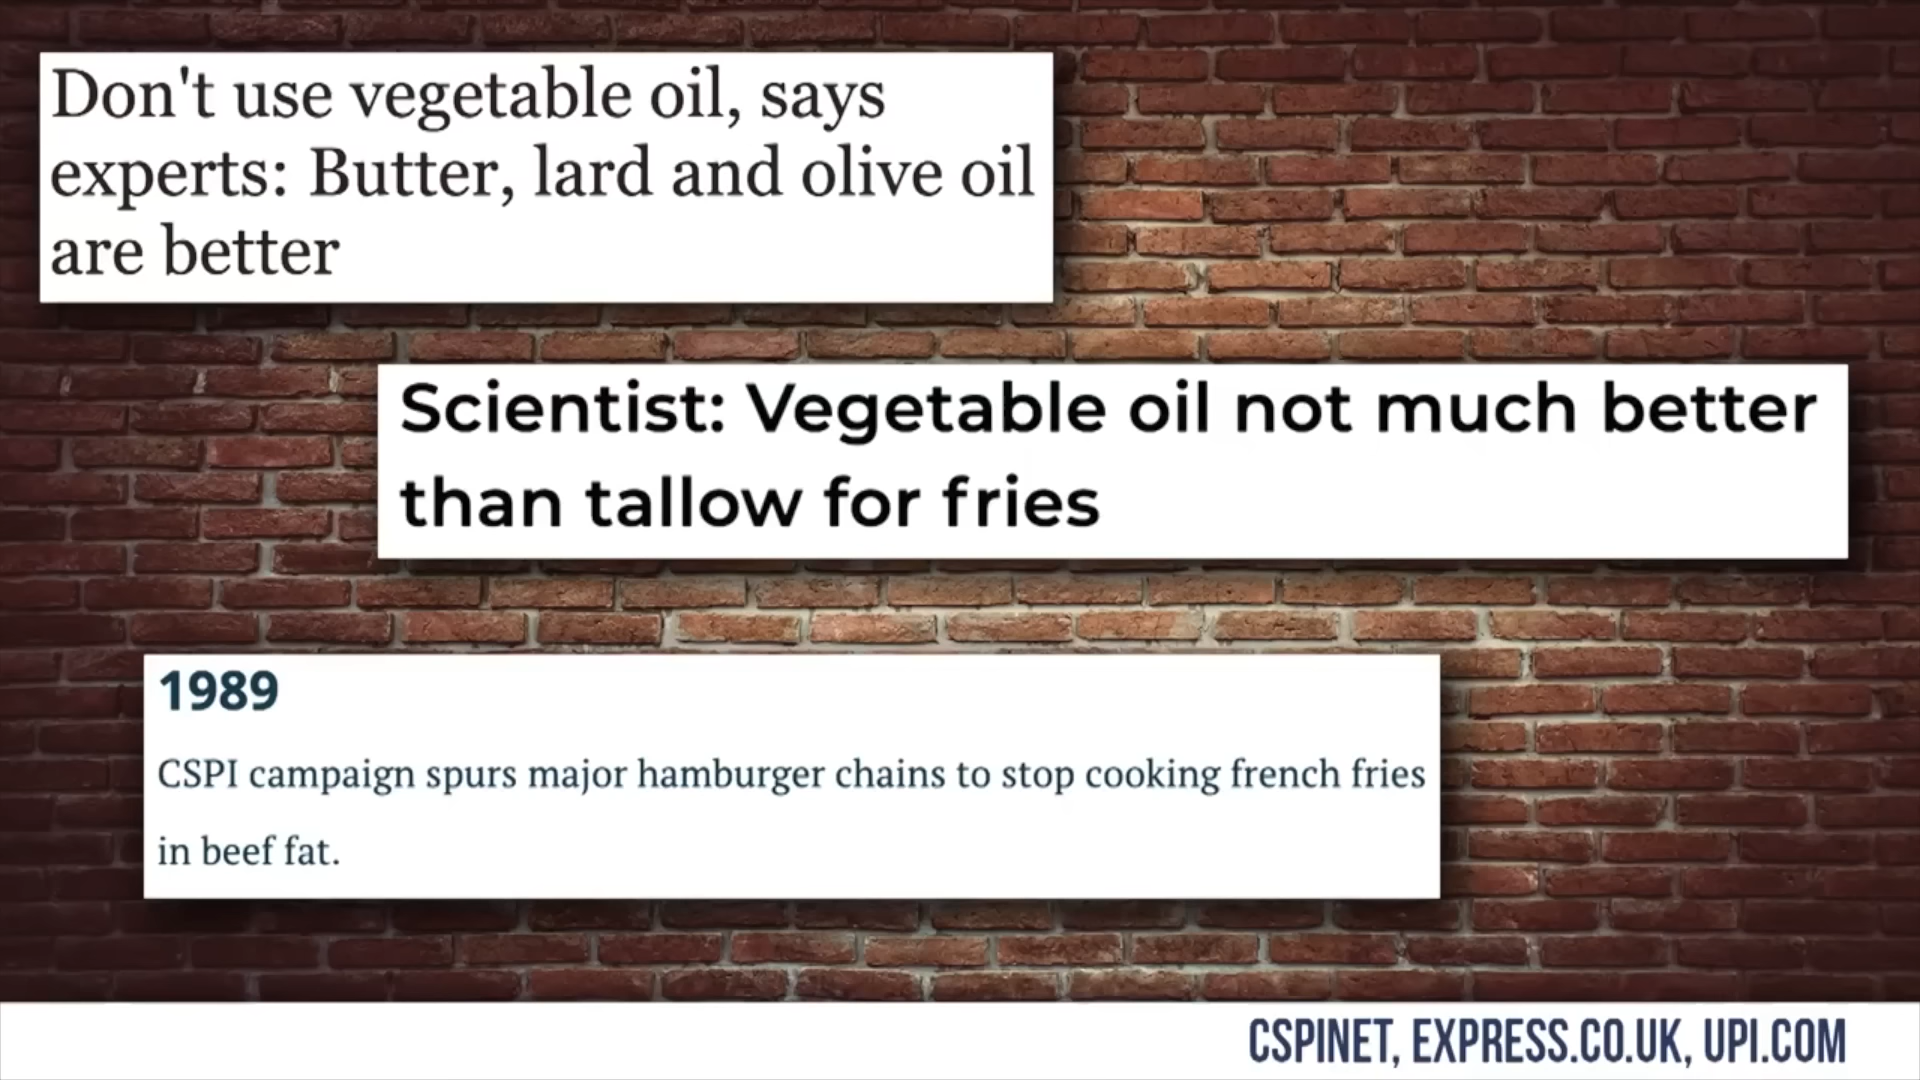 Don't use vegetable oil, says
experts: Butter, lard and olive oil
are better
Scientist: Vegetable oil not much better
than tallow for fries
1989
CSPI campaign spurs major hamburger chains to stop cooking french fries
in beef fat.
CSPINET, EXPRESS.CO.UK, UPI.COM